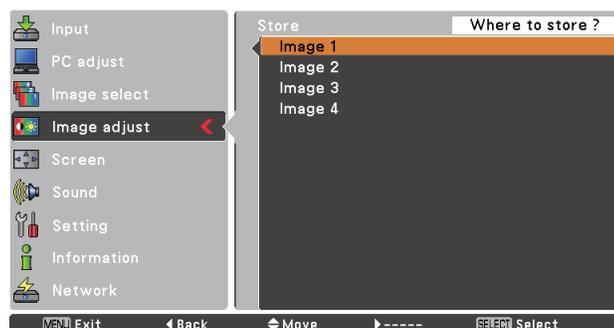 Input
PC adjust
Image select
Image adjust
Screen
Sound
Setting
Information
Network
Store
Where to store ?
Image 1
Image 2
Image 3
Image 4
MENU Exit
Back
Move
-----
SELECT Select